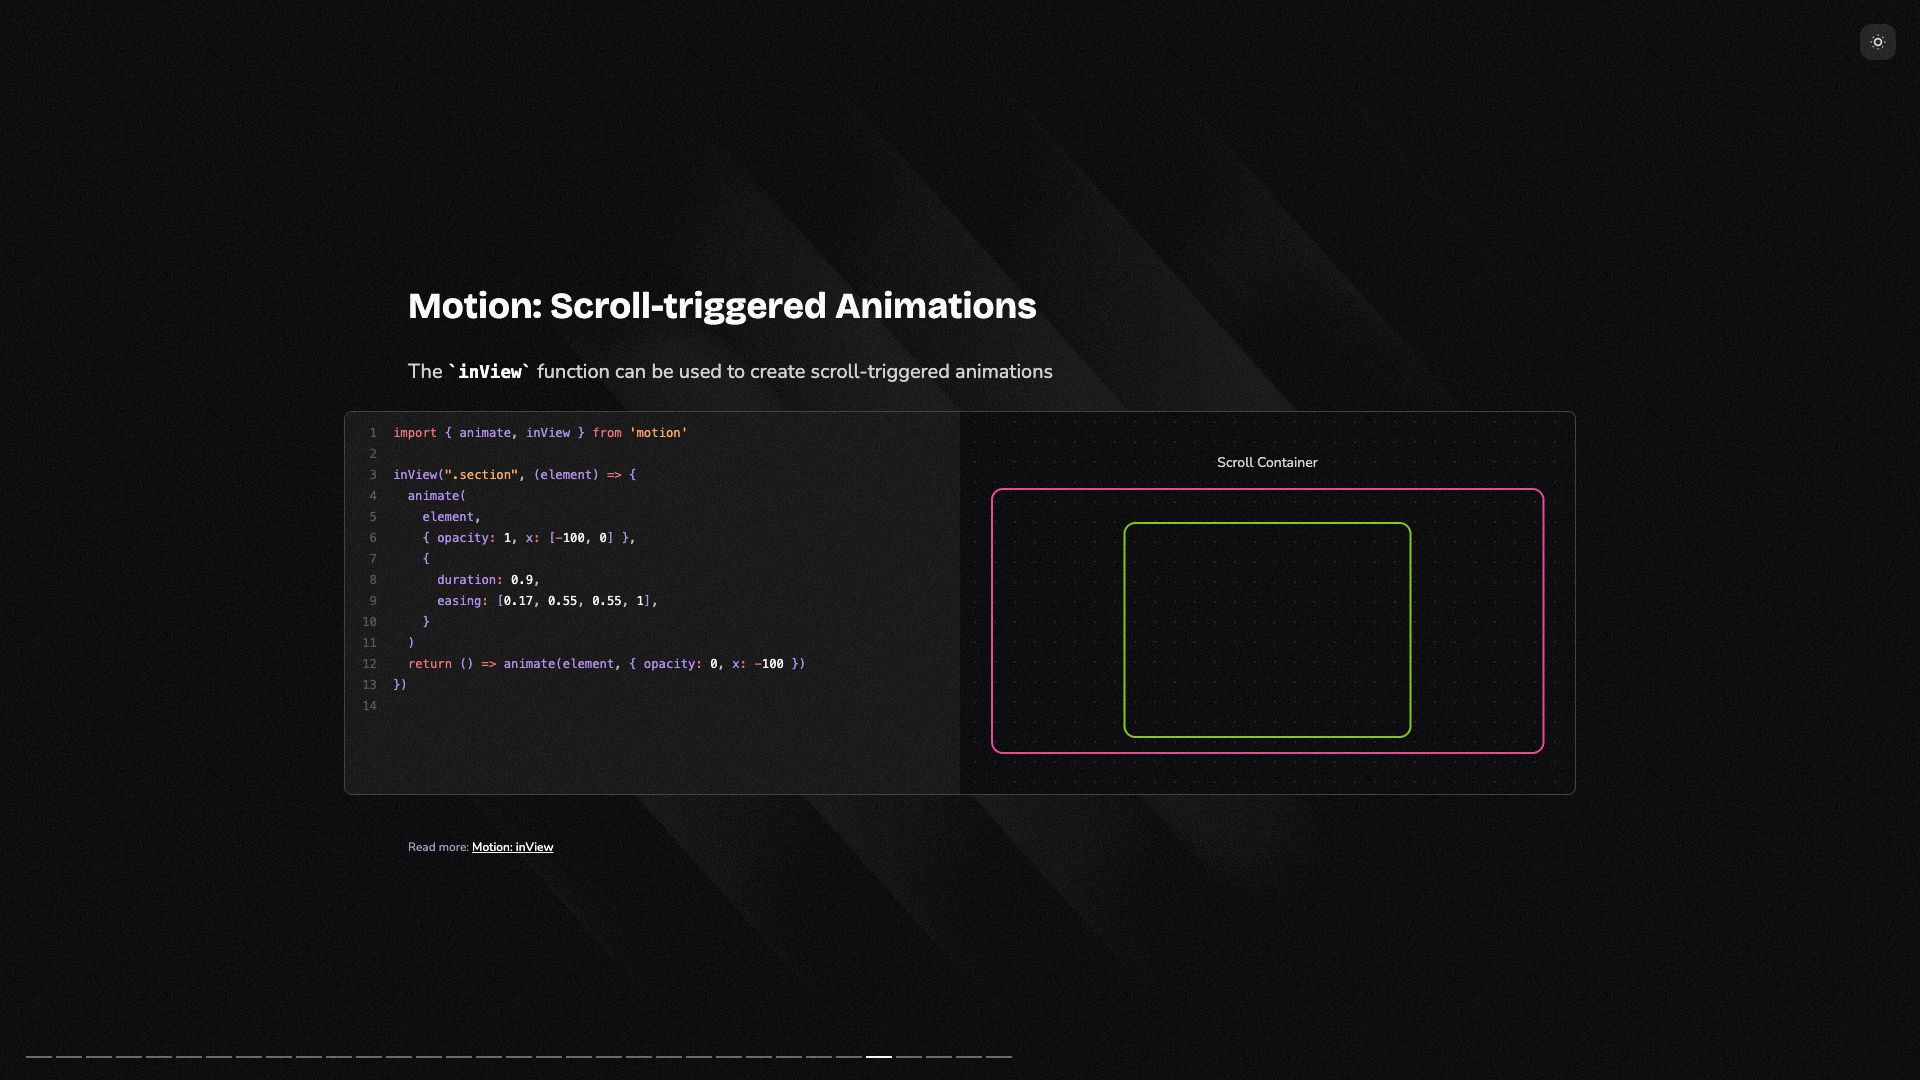 Motion: Scroll-triggered Animations
The `inView` function can be used to create scroll-triggered animations
1 import { animate, inView } from 'motion'
2
3 inView(".section", (element) => {
4   animate(
5     element,
6     { opacity: 1, x: [-100, 0] },
7     {
8       duration: 0.9,
9       easing: [0.17, 0.55, 0.55, 1],
10     }
11   )
12   return () => animate(element, { opacity: 0, x: -100 })
13 })
14
Scroll Container
Read more: Motion: inView